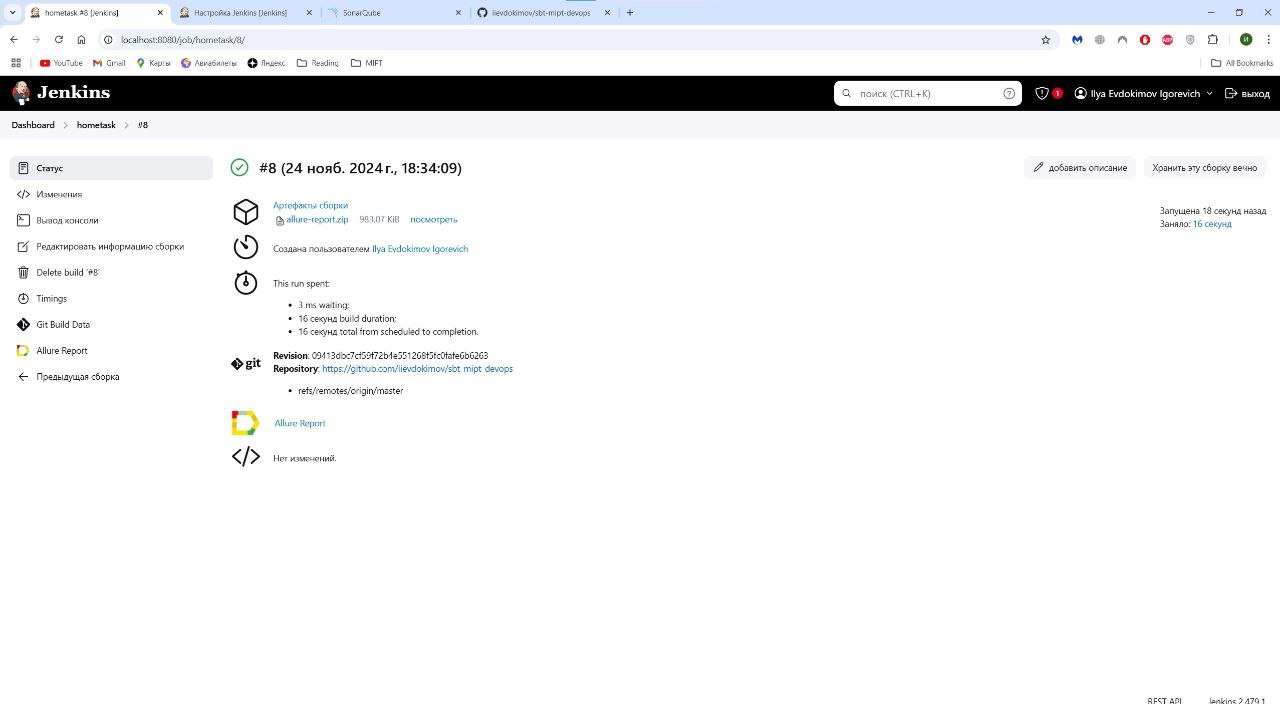 hometask #8 [Jenkins]
Настройка Jenkins [Jenkins]
SonarQube
iievdokimov/sbt-mipt-devops
localhost:8080/job/hometask/8/
YouTube
Gmail
Карты
Авиабилеты
Яндекс
Reading
MIPT
All Bookmarks
Jenkins
поиск (CTRL+K)
1
Ilya Evdokimov Igorevich
выход
Dashboard
hometask
#8
Статус
Изменения
Вывод консоли
Редактировать информацию сборки
Delete build '#8'
Timings
Git Build Data
Allure Report
Предыдущая сборка
#8 (24 нояб. 2024 г., 18:34:09)
добавить описание
Хранить эту сборку вечно
Запущена 18 секунд назад
Заняло: 16 секунд
Артефакты сборки
allure-report.zip 983,07 KiB посмотреть
Создана пользователем Ilya Evdokimov Igorevich
This run spent:
3 ms waiting;
16 секунд build duration;
16 секунд total from scheduled to completion.
git
Revision: 09413dbc7cf59f72b4e551268f5fc0fafe6b6263
Repository: https://github.com/iievdokimov/sbt-mipt-devops
refs/remotes/origin/master
Allure Report
Нет изменений.
REST API
Jenkins 2.479.1